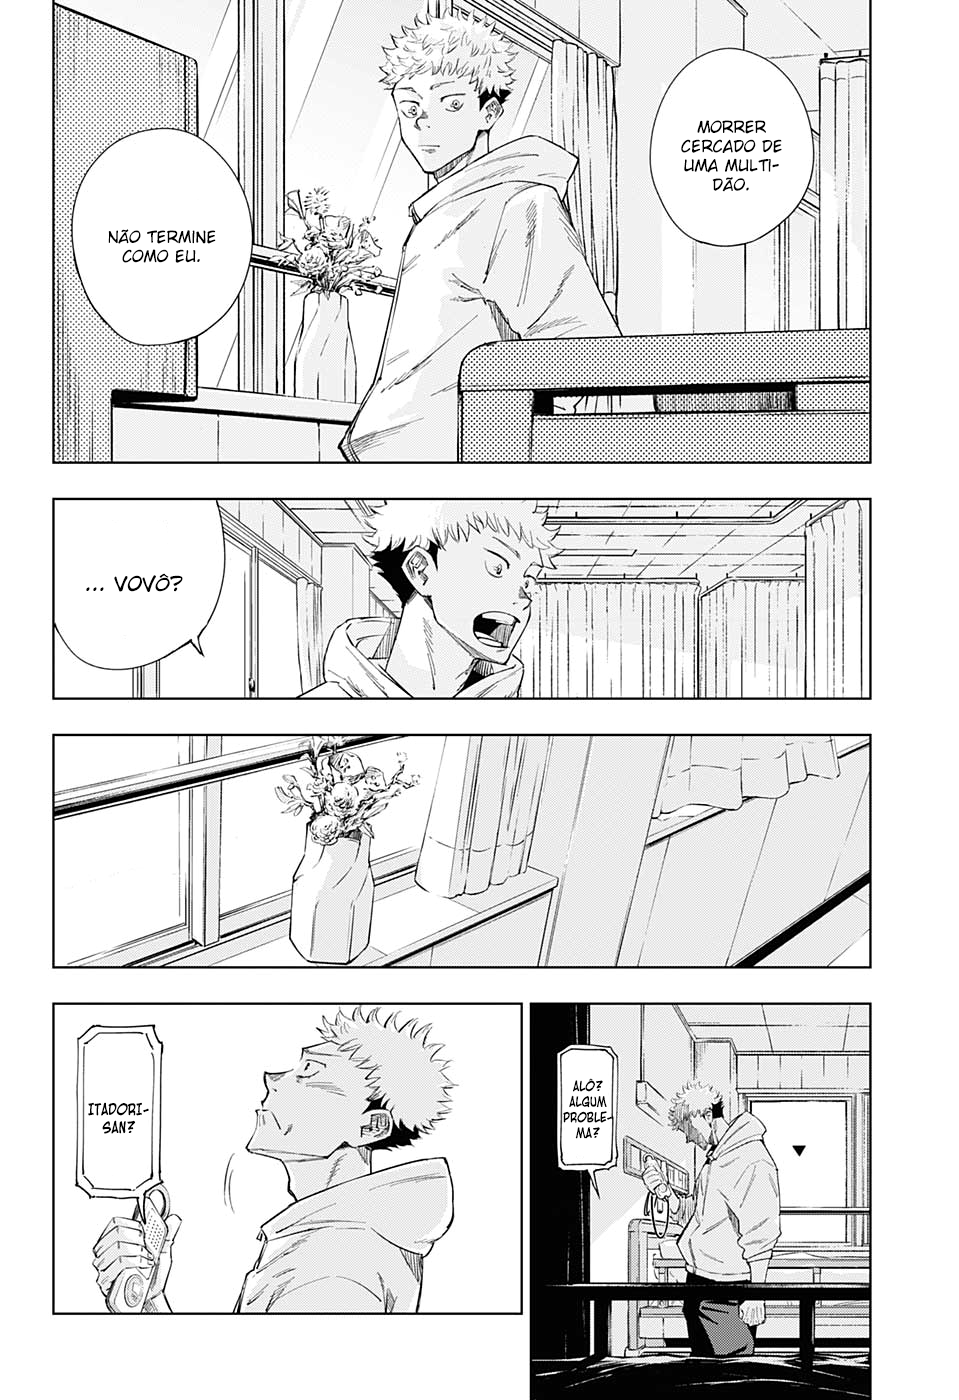 MORRER
CERCADO DE
UMA MULTI-
DÃO.
NÃO TERMINE
COMO EU.
... VOVÔ?
ALÔ?
ALGUM
PROBLE-
MA?
ITADORI-
SAN?